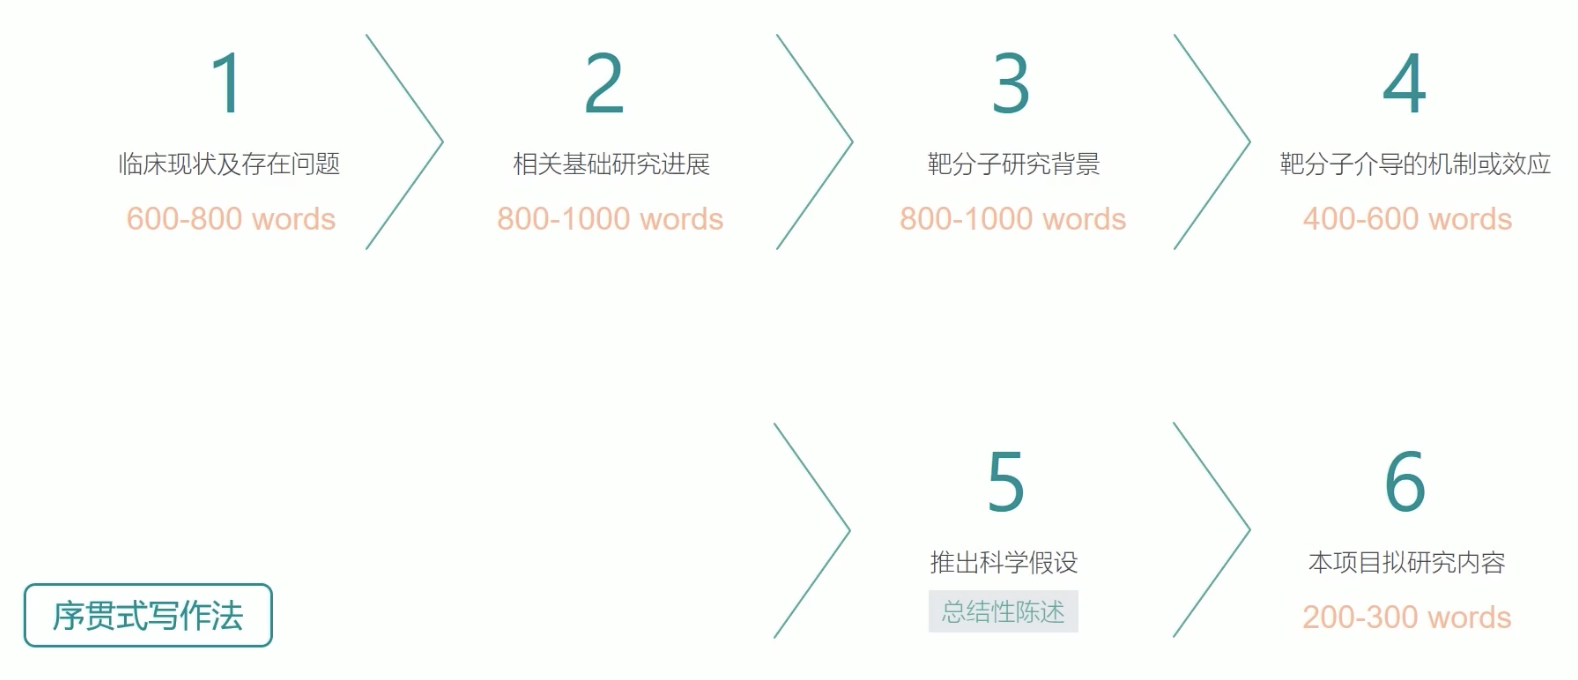 1
临床现状及存在问题
600-800 words
2
相关基础研究进展
800-1000 words
3
靶分子研究背景
800-1000 words
4
靶分子介导的机制或效应
400-600 words
5
推出科学假设
总结性陈述
6
本项目拟研究内容
200-300 words
序贯式写作法